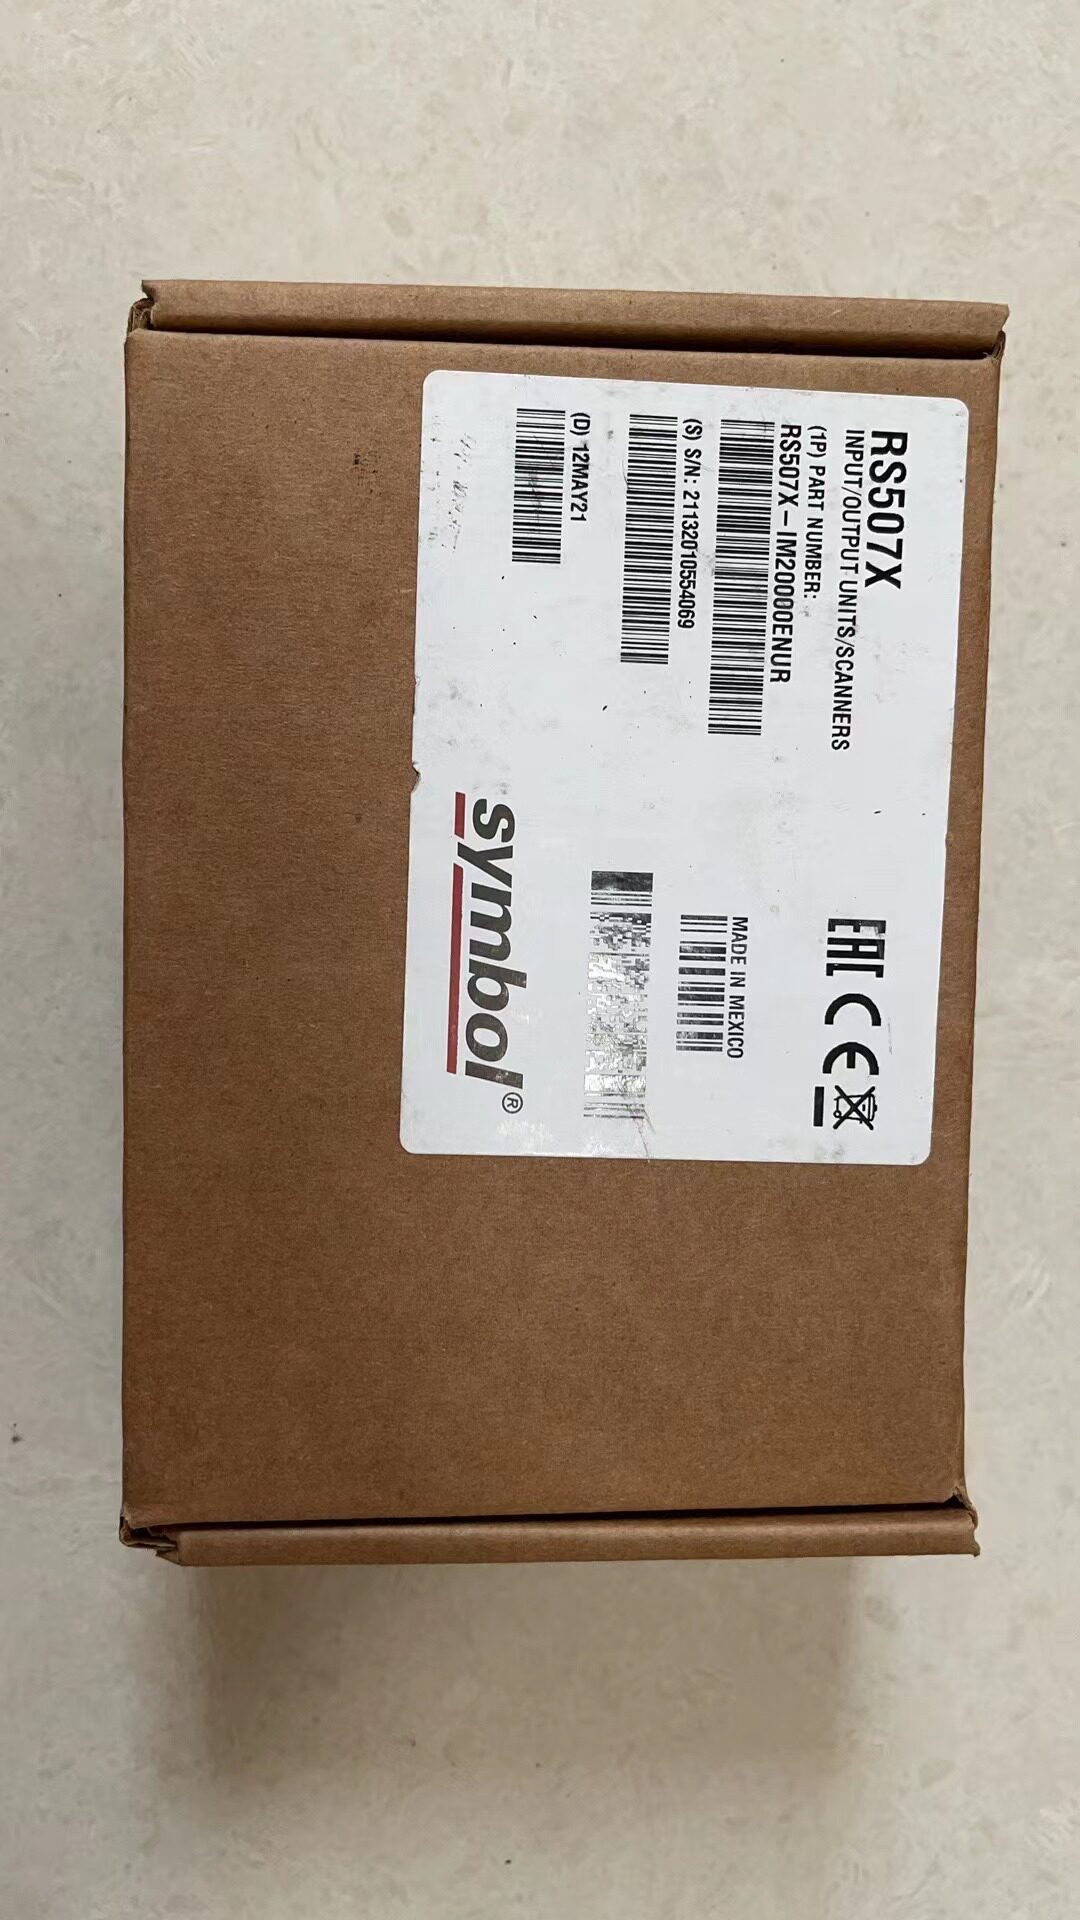 RS507X
INPUT/OUTPUT UNITS/SCANNERS
(1P) PART NUMBER:
RS507X-IM20000ENUR
(S) S/N: 21132010554069
(D) 12MAY21
EAC CE
MADE IN MEXICO
symbol®